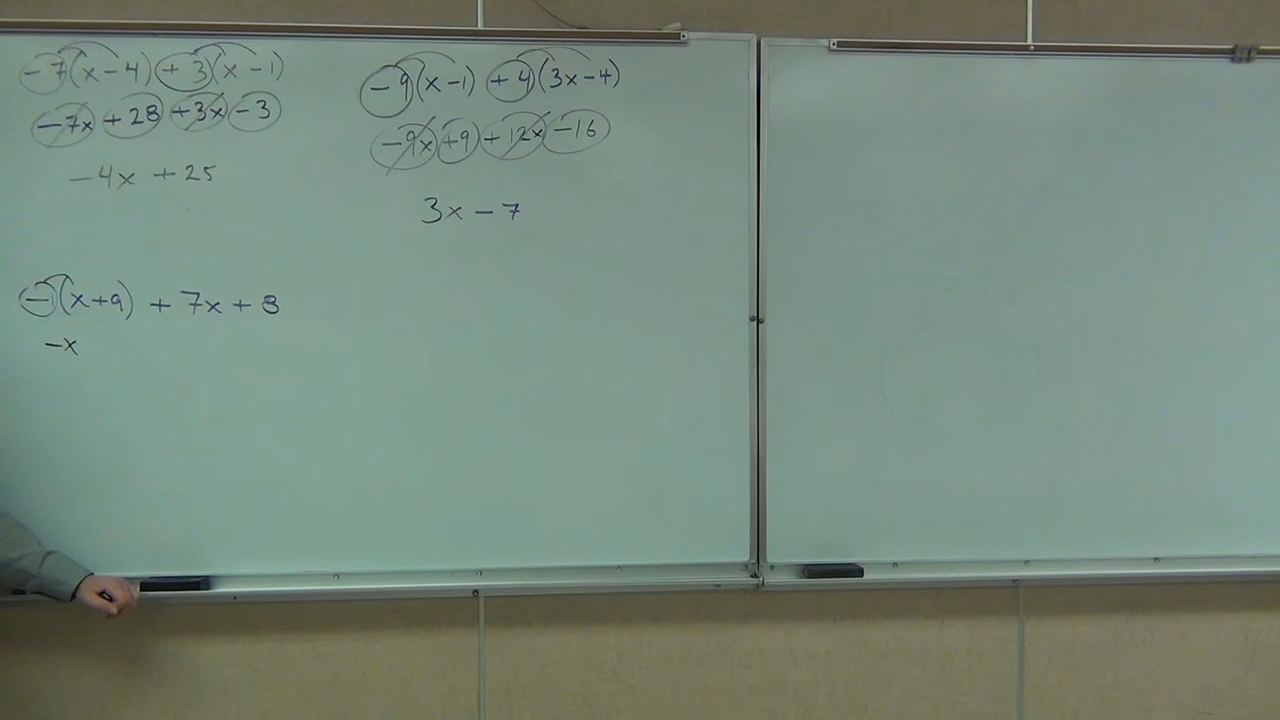 -7(x-4)+3(x-1)
-7x+28+3x-3
-4x+25
-9(x-1)+4(3x-4)
-9x+9+12x-16
3x-7
-1(x+9)+7x+8
-x